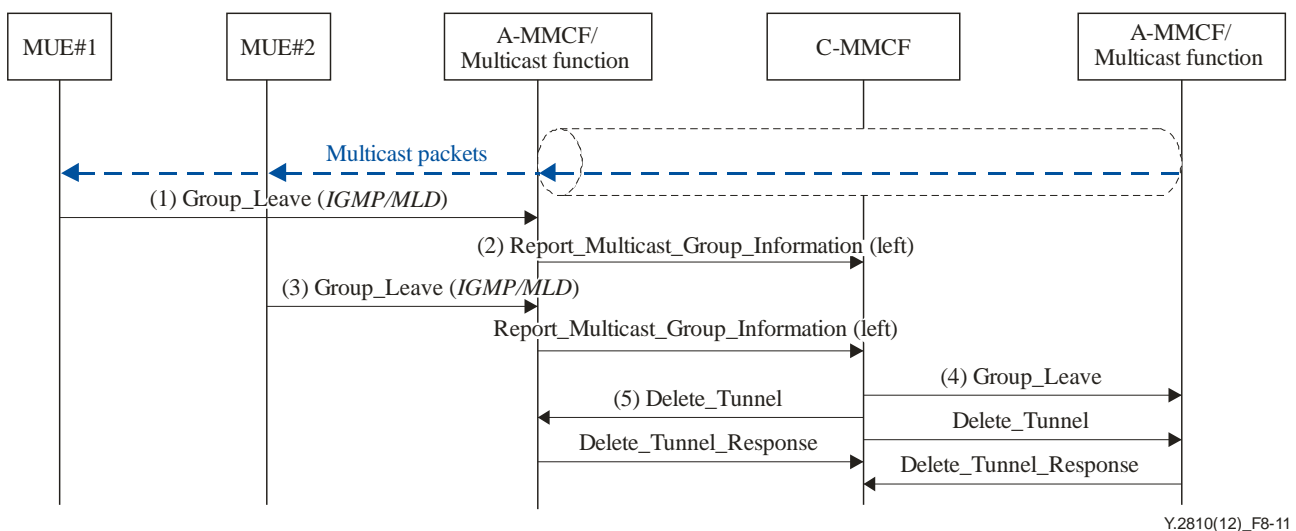 MUE#1
MUE#2
A-MMCF/
Multicast function
C-MMCF
A-MMCF/
Multicast function
Multicast packets
(1) Group_Leave (IGMP/MLD)
(2) Report_Multicast_Group_Information (left)
(3) Group_Leave (IGMP/MLD)
Report_Multicast_Group_Information (left)
(4) Group_Leave
(5) Delete_Tunnel
Delete_Tunnel
Delete_Tunnel_Response
Delete_Tunnel_Response
Y.2810(12)_F8-11